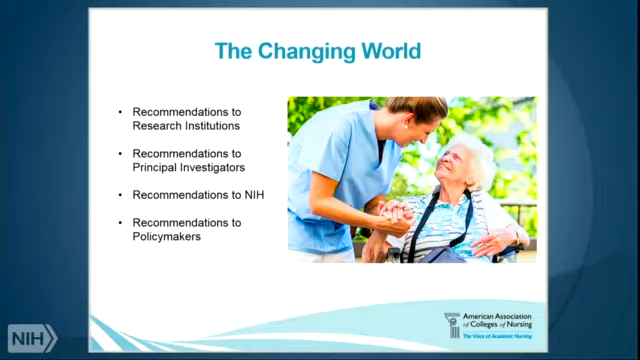 The Changing World
• Recommendations to
Research Institutions
• Recommendations to
Principal Investigators
• Recommendations to NIH
• Recommendations to
Policymakers
American Association
of Colleges of Nursing
The Voice of Academic Nursing
NIH